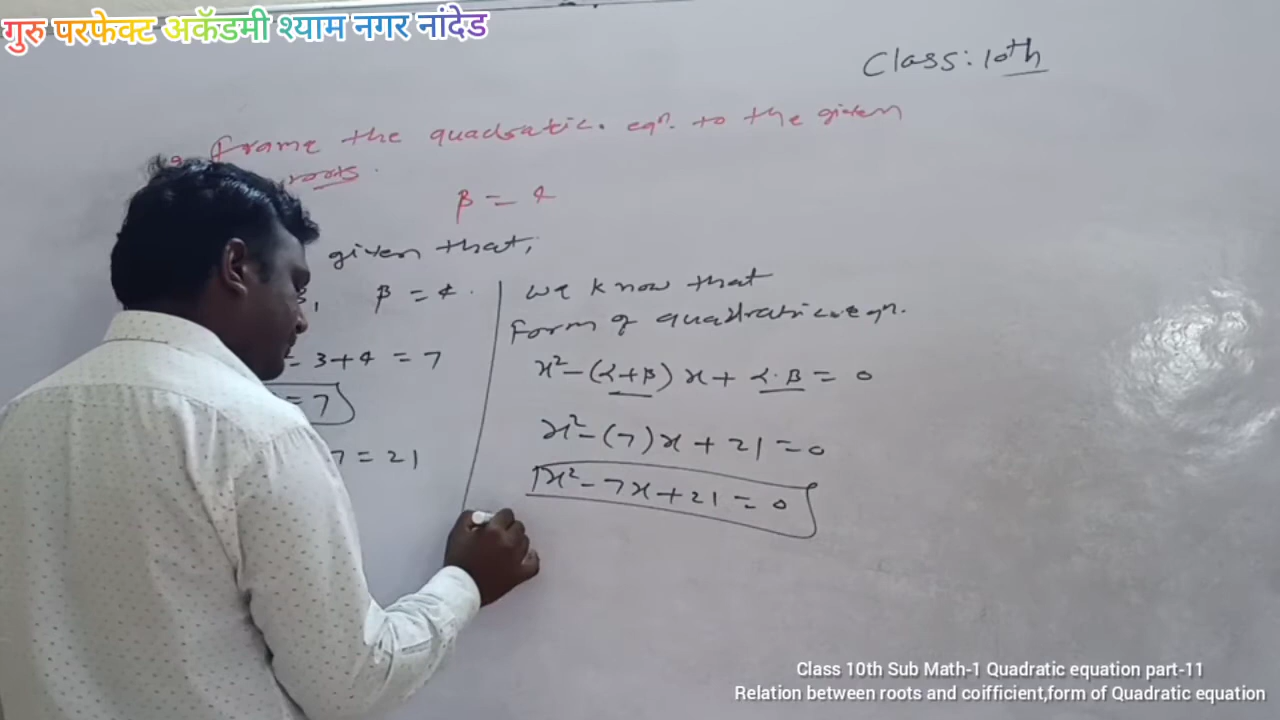 गुरु परफेक्ट अकॅडमी श्याम नगर नांदेड
Class: 10th
Frame the quadratic. eqn. to the given
roots.
β = 4
given that,
β = 4.
= 3+4 = 7
= 7
7 = 21
we know that
Form of quadratic eqn.
x² - (α+β) x + α.β = 0
x² - (7)x + 21 = 0
x² - 7x + 21 = 0
Class 10th Sub Math-1 Quadratic equation part-11
Relation between roots and coifficient,form of Quadratic equation